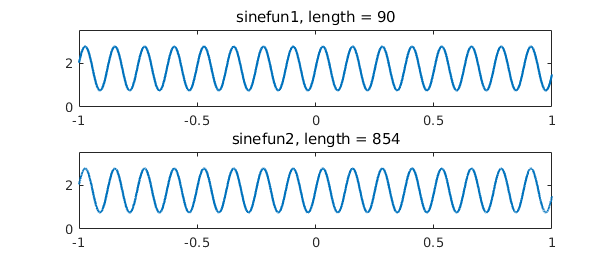 sinefun1, length = 90
2
0
-1 -0.5 0 0.5 1
sinefun2, length = 854
2
0
-1 -0.5 0 0.5 1